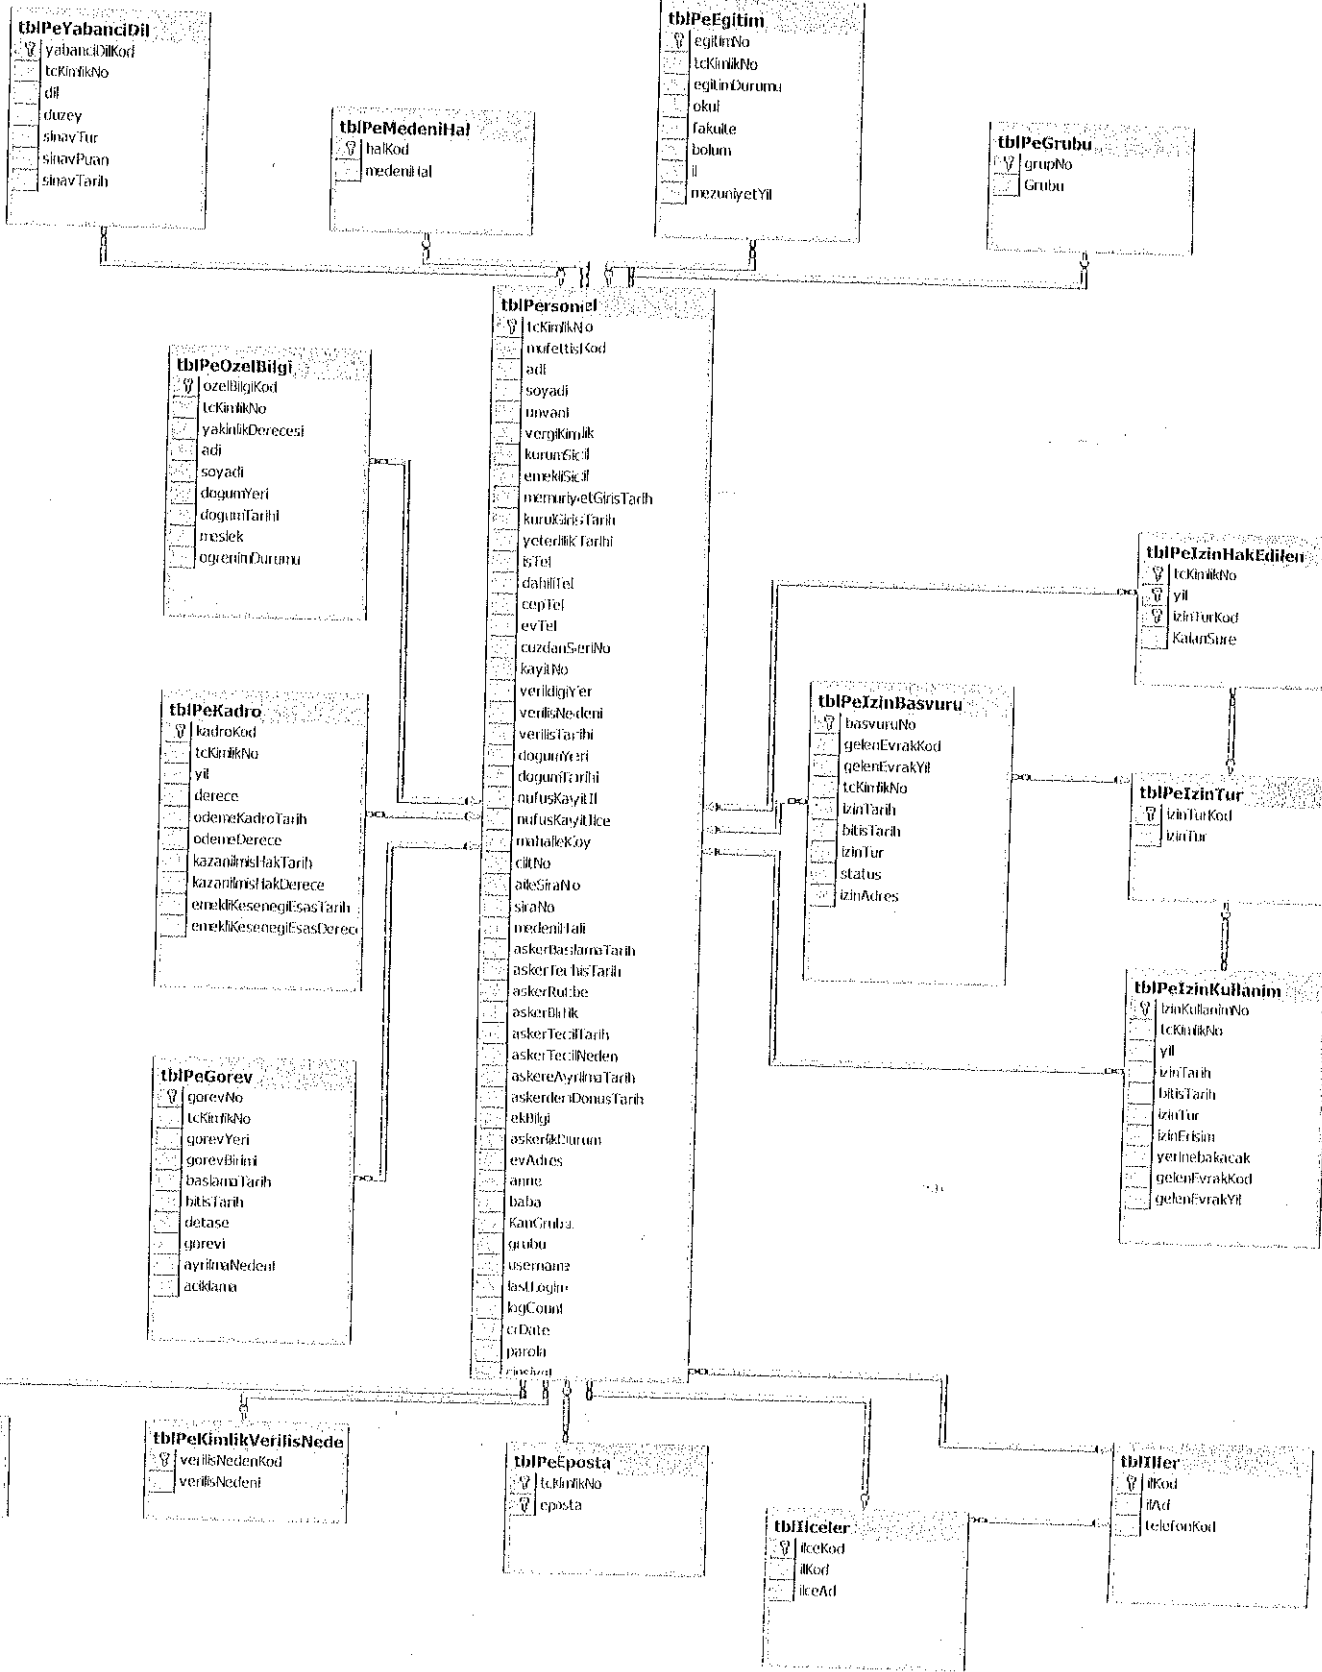 tblPeYabanciDil
yabanciDilKod
tcKimlikNo
dil
duzey
sinavTur
sinavPuan
sinavTarih
tblPeMedeniHal
halKod
medeniHal
tblPeEgitim
egitimNo
tcKimlikNo
egitimDurumu
okul
fakulte
bolum
il
mezuniyetYil
tblPeGrubu
grupNo
Grubu
tblPersonel
tcKimlikNo
mufettisKod
adi
soyadi
unvani
vergiKimlik
kurumSicil
emekliSicil
memuriyetGirisTarih
kurulGirisTarih
yeterlilikTarihi
isTel
dahiliTel
cepTel
evTel
cuzdanSeriNo
kayitNo
verildigiYer
verilisNedeni
verilisTarihi
dogumYeri
dogumTarihi
nufusKayitIl
nufusKayitIlce
mahalleKoy
ciltNo
aileSiraNo
siraNo
medeniHali
askerBaslamaTarih
askerTerhisTarih
askerRutbe
askerBirlik
askerTecilTarih
askerTecilNeden
askereAyrilmaTarih
askerdenDonusTarih
ekBilgi
askerlikDurum
evAdres
anne
baba
KanGrubu
grubu
username
lastLogin
logCount
crDate
parola
tblPeOzelBilgi
ozelBilgiKod
tcKimlikNo
yakinlikDerecesi
adi
soyadi
dogumYeri
dogumTarihi
meslek
ogrenimDurumu
tblPeKadro
kadroKod
tcKimlikNo
yil
derece
odemeKadroTarih
odemeDerece
kazanilmisHakTarih
kazanilmisHakDerece
emekliKesenegiEsasTarih
emekliKesenegiEsasDerec
tblPeGorev
gorevNo
tcKimlikNo
gorevYeri
gorevBirimi
baslamaTarih
bitisTarih
detase
gorevi
ayrilmaNedeni
aciklama
tblPeIzinHakEdilen
tcKimlikNo
yil
izinTurKod
KalanSure
tblPeIzinBasvuru
basvuruNo
gelenEvrakKod
gelenEvrakYil
tcKimlikNo
izinTarih
bitisTarih
izinTur
status
izinAdres
tblPeIzinTur
izinTurKod
izinTur
tblPeIzinKullanim
IzinKullanimNo
tcKimlikNo
yil
izinTarih
bitisTarih
izinTur
izinErisim
yerinebakacak
gelenEvrakKod
gelenEvrakYil
tblPeKimlikVerilisNede
verilisNedenKod
verilisNedeni
tblPeEposta
tcKimlikNo
eposta
tblIlceler
ilceKod
ilKod
ilceAd
tblIller
ilKod
ilAd
telefonKod